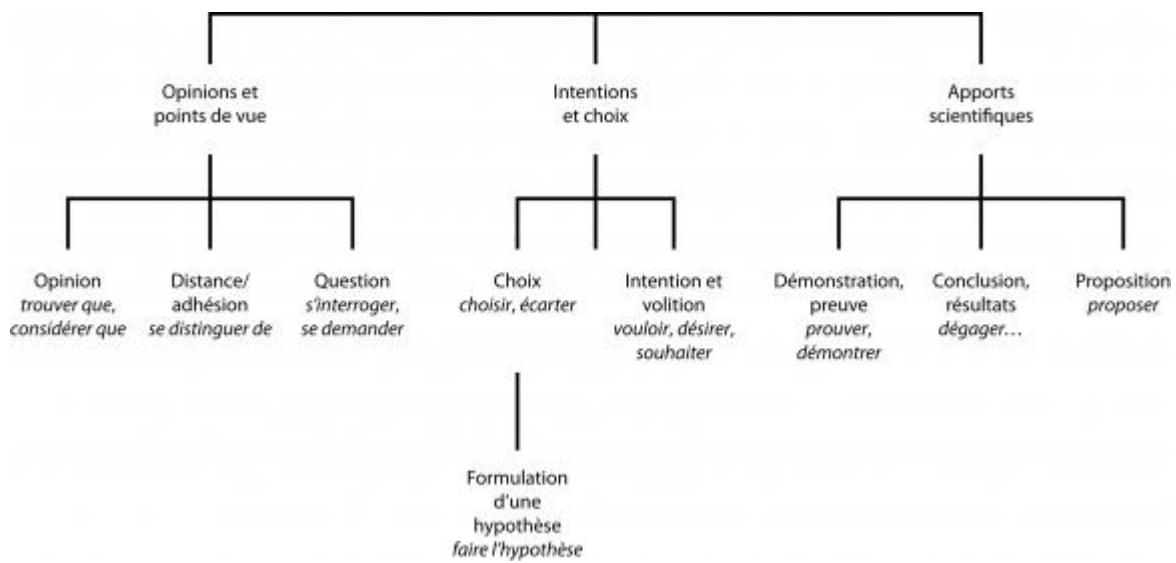 Opinions et
points de vue
Intentions
et choix
Apports
scientifiques
Opinion
trouver que,
considérer que
Distance/
adhésion
se distinguer de
Question
s'interroger,
se demander
Choix
choisir, écarter
Intention et
volition
vouloir, désirer,
souhaiter
Démonstration,
preuve
prouver,
démontrer
Conclusion,
résultats
dégager…
Proposition
proposer
Formulation
d'une
hypothèse
faire l'hypothèse